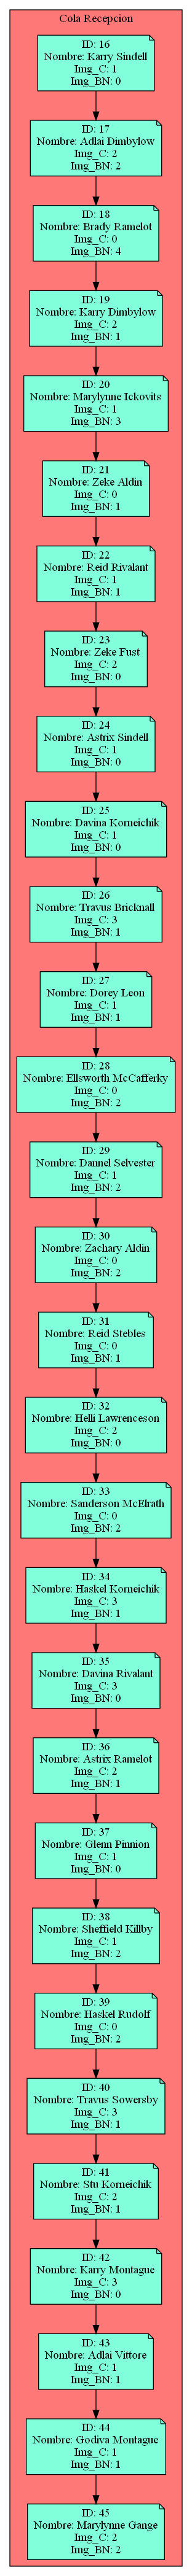 Cola Recepcion
ID: 16
Nombre: Karry Sindell
Img_C: 1
Img_BN: 0
ID: 17
Nombre: Adlai Dimbylow
Img_C: 2
Img_BN: 2
ID: 18
Nombre: Brady Ramelot
Img_C: 0
Img_BN: 4
ID: 19
Nombre: Karry Dimbylow
Img_C: 2
Img_BN: 1
ID: 20
Nombre: Marylynne Ickovits
Img_C: 1
Img_BN: 3
ID: 21
Nombre: Zeke Aldin
Img_C: 0
Img_BN: 1
ID: 22
Nombre: Reid Rivalant
Img_C: 1
Img_BN: 1
ID: 23
Nombre: Zeke Fust
Img_C: 2
Img_BN: 0
ID: 24
Nombre: Astrix Sindell
Img_C: 1
Img_BN: 0
ID: 25
Nombre: Davina Korneichik
Img_C: 1
Img_BN: 0
ID: 26
Nombre: Travus Bricknall
Img_C: 3
Img_BN: 1
ID: 27
Nombre: Dorey Leon
Img_C: 1
Img_BN: 1
ID: 28
Nombre: Ellsworth McCafferky
Img_C: 0
Img_BN: 2
ID: 29
Nombre: Dannel Selvester
Img_C: 1
Img_BN: 2
ID: 30
Nombre: Zachary Aldin
Img_C: 0
Img_BN: 2
ID: 31
Nombre: Reid Stebles
Img_C: 0
Img_BN: 1
ID: 32
Nombre: Helli Lawrenceson
Img_C: 2
Img_BN: 0
ID: 33
Nombre: Sanderson McElrath
Img_C: 0
Img_BN: 2
ID: 34
Nombre: Haskel Korneichik
Img_C: 3
Img_BN: 1
ID: 35
Nombre: Davina Rivalant
Img_C: 3
Img_BN: 0
ID: 36
Nombre: Astrix Ramelot
Img_C: 2
Img_BN: 1
ID: 37
Nombre: Glenn Pinnion
Img_C: 1
Img_BN: 0
ID: 38
Nombre: Sheffield Killby
Img_C: 1
Img_BN: 2
ID: 39
Nombre: Haskel Rudolf
Img_C: 0
Img_BN: 2
ID: 40
Nombre: Travus Sowersby
Img_C: 3
Img_BN: 1
ID: 41
Nombre: Stu Korneichik
Img_C: 2
Img_BN: 1
ID: 42
Nombre: Karry Montague
Img_C: 3
Img_BN: 0
ID: 43
Nombre: Adlai Vittore
Img_C: 1
Img_BN: 1
ID: 44
Nombre: Godiva Montague
Img_C: 1
Img_BN: 1
ID: 45
Nombre: Marylynne Gange
Img_C: 2
Img_BN: 2